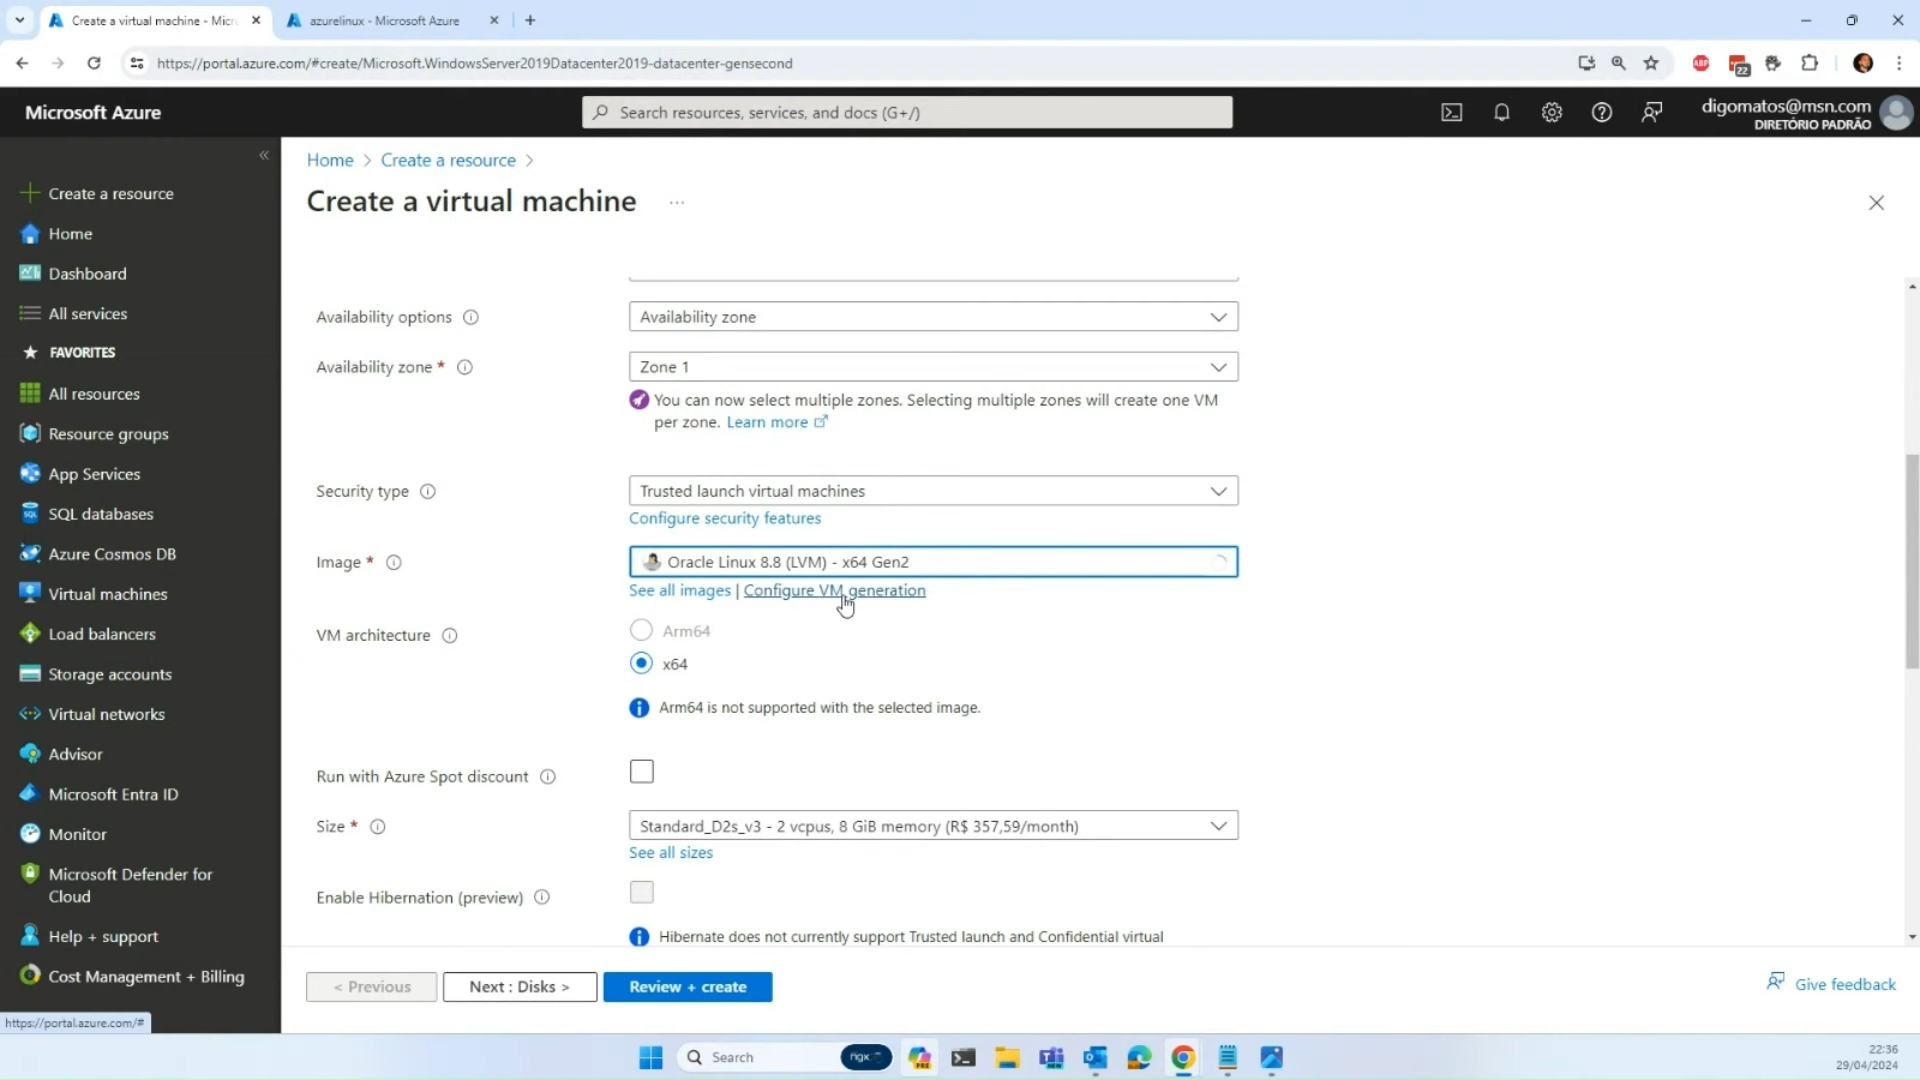 Create a virtual machine - Micr
azurelinux - Microsoft Azure
https://portal.azure.com/#create/Microsoft.WindowsServer2019Datacenter2019-datacenter-gensecond
ABP
22
Microsoft Azure
Search resources, services, and docs (G+/)
digomatos@msn.com
DIRETÓRIO PADRÃO
Create a resource
Home
Dashboard
All services
FAVORITES
All resources
Resource groups
App Services
SQL databases
Azure Cosmos DB
Virtual machines
Load balancers
Storage accounts
Virtual networks
Advisor
Microsoft Entra ID
Monitor
Microsoft Defender for
Cloud
Help + support
Cost Management + Billing
https://portal.azure.com/#
Home > Create a resource >
Create a virtual machine ...
Availability options
Availability zone
Availability zone *
Zone 1
You can now select multiple zones. Selecting multiple zones will create one VM
per zone. Learn more
Security type
Trusted launch virtual machines
Configure security features
Image *
Oracle Linux 8.8 (LVM) - x64 Gen2
See all images | Configure VM generation
VM architecture
Arm64
x64
Arm64 is not supported with the selected image.
Run with Azure Spot discount
Size *
Standard_D2s_v3 - 2 vcpus, 8 GiB memory (R$ 357,59/month)
See all sizes
Enable Hibernation (preview)
Hibernate does not currently support Trusted launch and Confidential virtual
< Previous
Next : Disks >
Review + create
Give feedback
Search
22:36
29/04/2024